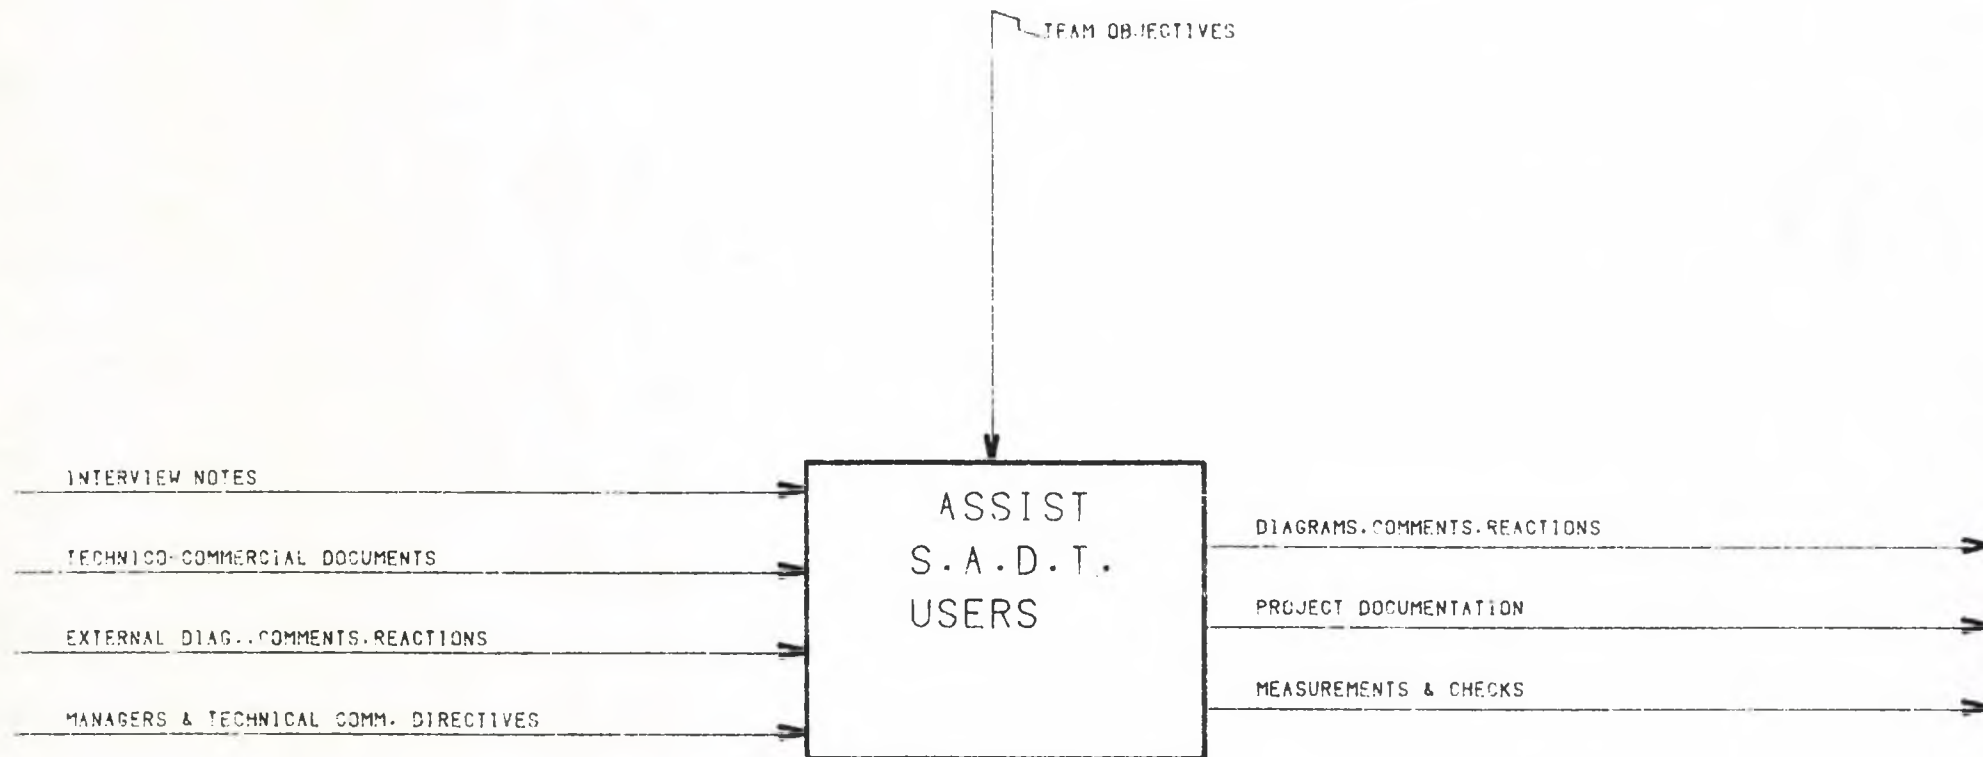 TEAM OBJECTIVES
INTERVIEW NOTES
TECHNICO-COMMERCIAL DOCUMENTS
EXTERNAL DIAG..COMMENTS.REACTIONS
MANAGERS & TECHNICAL COMM. DIRECTIVES
ASSIST
S.A.D.T.
USERS
DIAGRAMS.COMMENTS.REACTIONS
PROJECT DOCUMENTATION
MEASUREMENTS & CHECKS